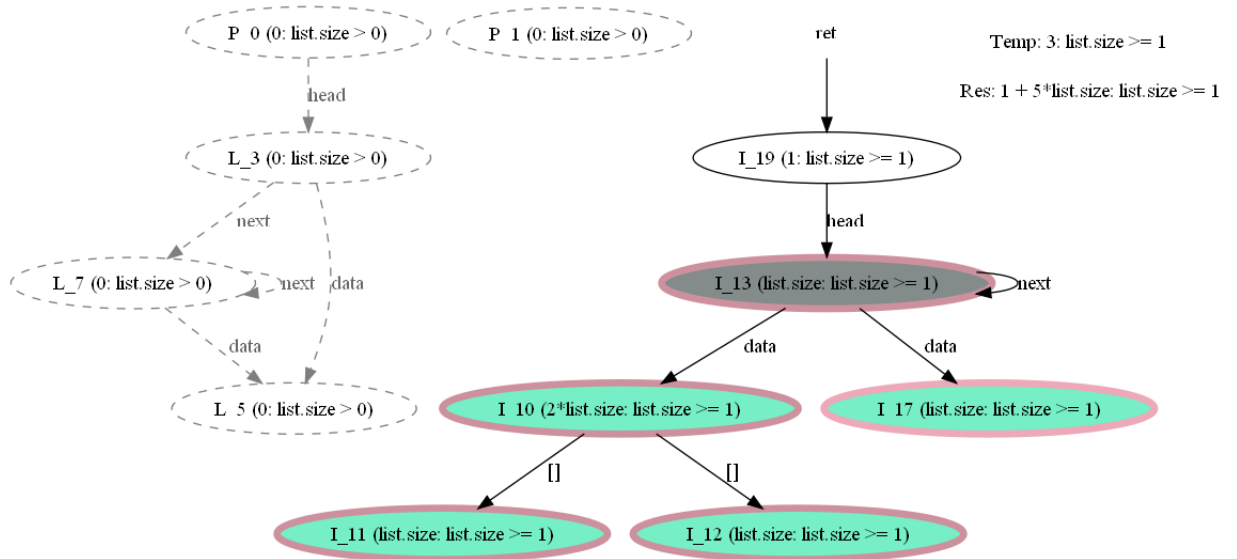 P_0 (0: list.size > 0)
P_1 (0: list.size > 0)
ret
Temp: 3: list.size >= 1
head
Res: 1 + 5*list.size: list.size >= 1
L_3 (0: list.size > 0)
I_19 (1: list.size >= 1)
next
head
L_7 (0: list.size > 0)
next
data
I_13 (list.size: list.size >= 1)
next
data
data
data
L_5 (0: list.size > 0)
I_10 (2*list.size: list.size >= 1)
I_17 (list.size: list.size >= 1)
[]
[]
I_11 (list.size: list.size >= 1)
I_12 (list.size: list.size >= 1)